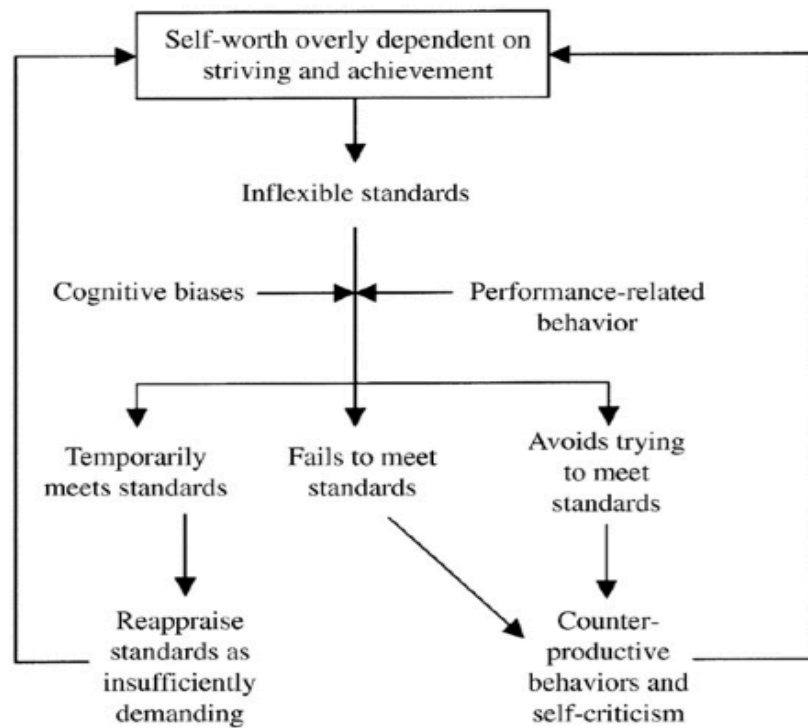 Self-worth overly dependent on
striving and achievement
Inflexible standards
Cognitive biases
Performance-related
behavior
Temporarily
meets standards
Fails to meet
standards
Avoids trying
to meet
standards
Reappraise
standards as
insufficiently
demanding
Counter-
productive
behaviors and
self-criticism